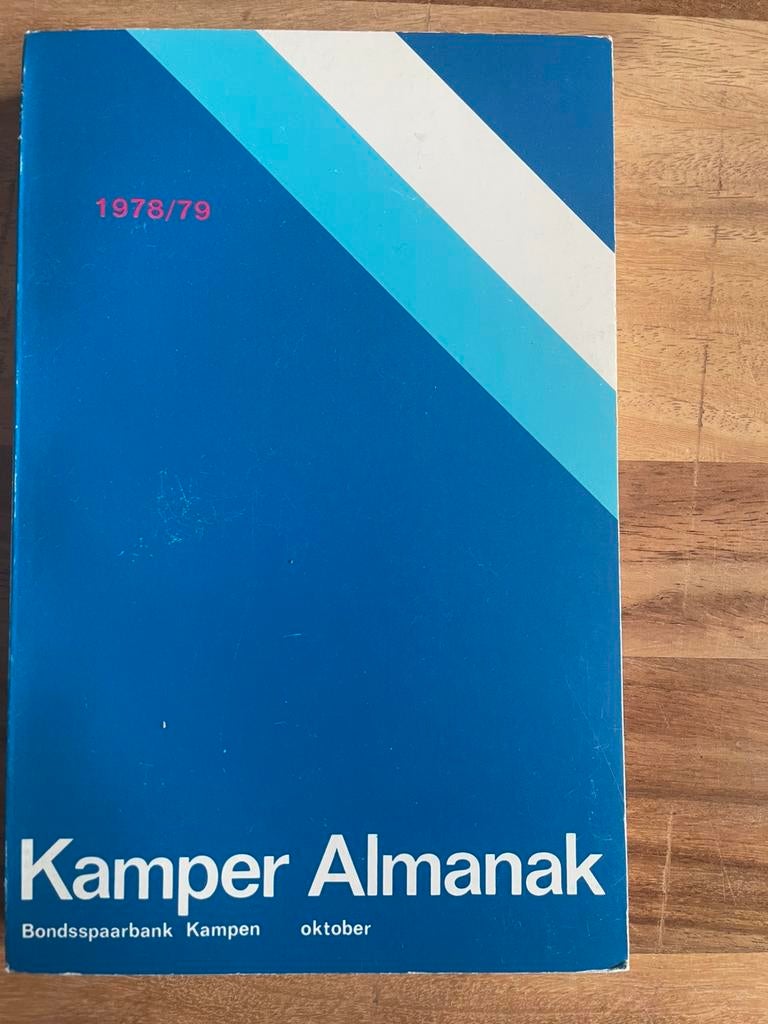 1978/79
Kamper Almanak
Bondsspaarbank Kampen oktober